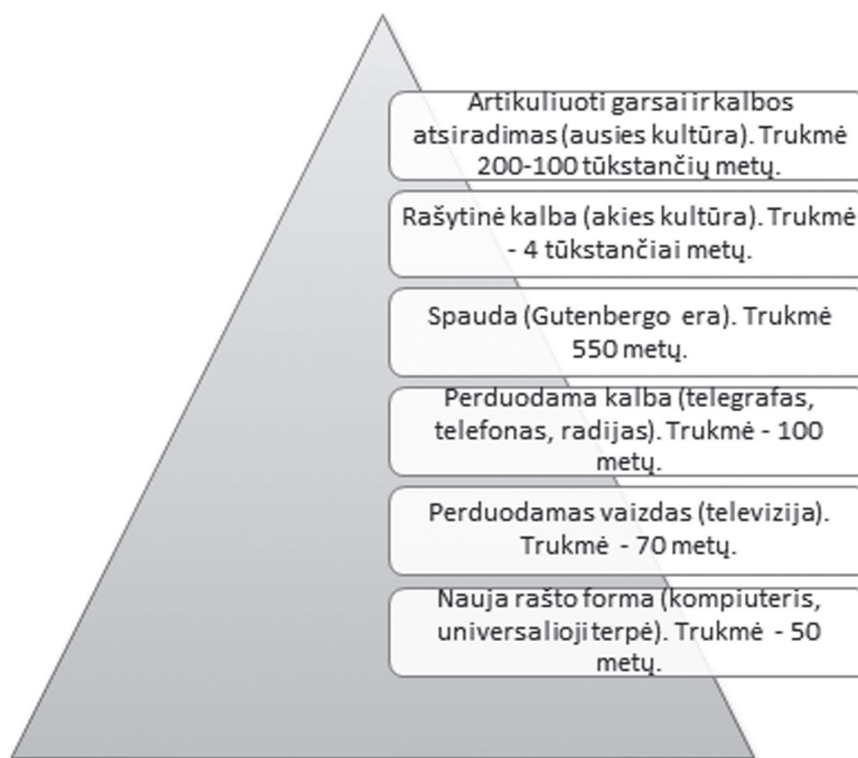 Artikuliuoti garsai ir kalbos
atsiradimas (ausies kultūra). Trukmė
200-100 tūkstančių metų.
Rašytinė kalba (akies kultūra). Trukmė
- 4 tūkstančiai metų.
Spauda (Gutenbergo era). Trukmė
550 metų.
Perduodama kalba (telegrafas,
telefonas, radijas). Trukmė - 100
metų.
Perduodamas vaizdas (televizija).
Trukmė - 70 metų.
Nauja rašto forma (kompiuteris,
universalioji terpė). Trukmė - 50
metų.